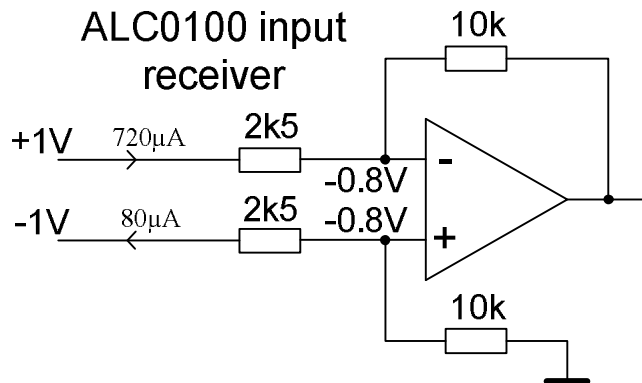 ALC0100 input
receiver
10k
+1V
720µA
2k5
-
-0.8V
-1V
80µA
2k5
-0.8V
+
10k